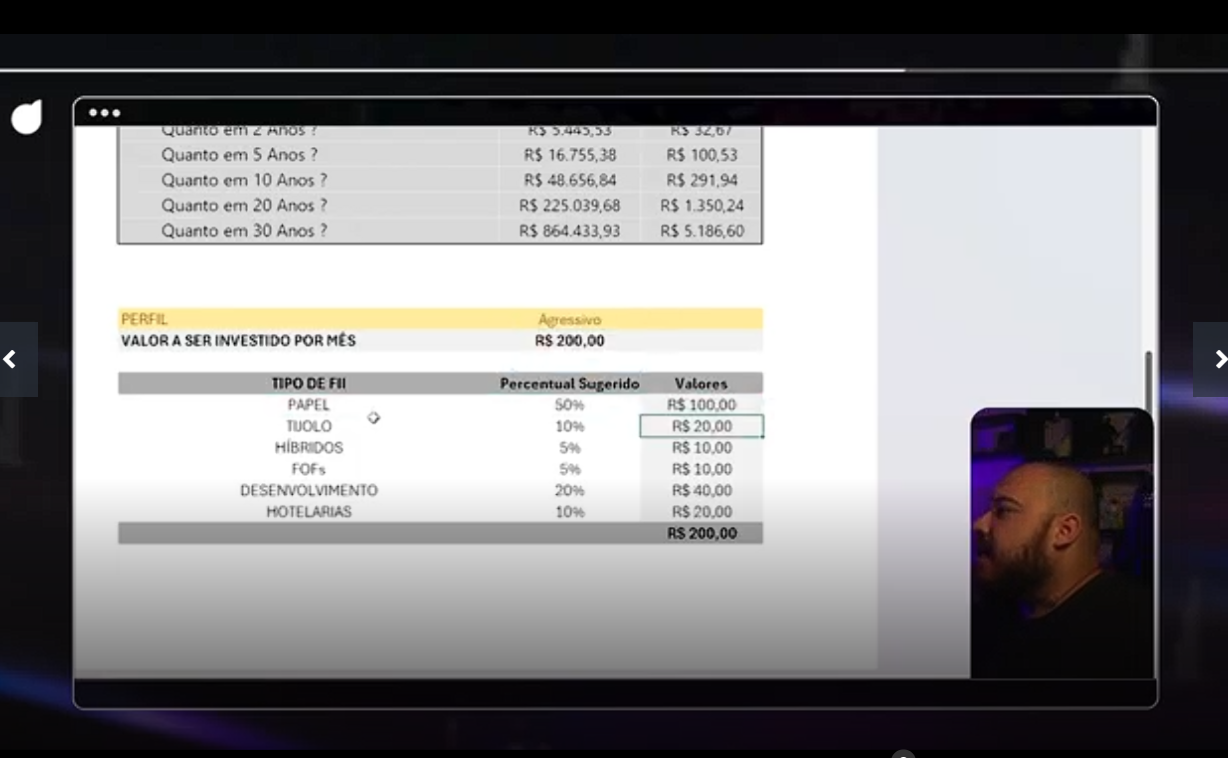 Quanto em 2 Anos ? R$ 5.445,53 R$ 32,67
Quanto em 5 Anos ? R$ 16.755,38 R$ 100,53
Quanto em 10 Anos ? R$ 48.656,84 R$ 291,94
Quanto em 20 Anos ? R$ 225.039,68 R$ 1.350,24
Quanto em 30 Anos ? R$ 864.433,93 R$ 5.186,60
PERFIL Agressivo
VALOR A SER INVESTIDO POR MÊS R$ 200,00
TIPO DE FII Percentual Sugerido Valores
PAPEL 50% R$ 100,00
TIJOLO 10% R$ 20,00
HÍBRIDOS 5% R$ 10,00
FOFs 5% R$ 10,00
DESENVOLVIMENTO 20% R$ 40,00
HOTELARIAS 10% R$ 20,00
R$ 200,00